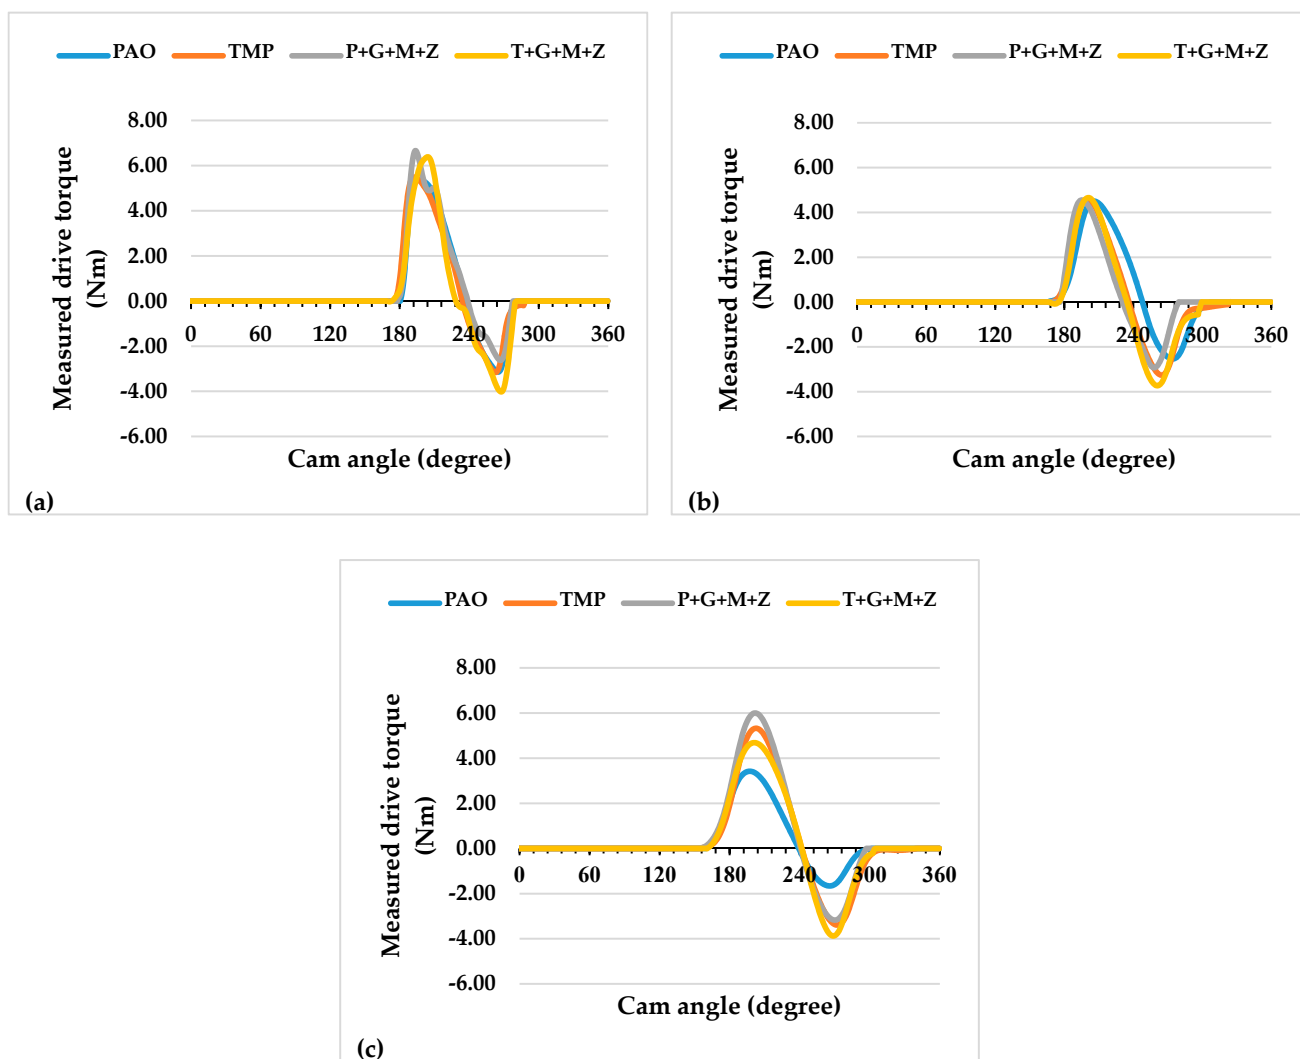 PAO TMP P+G+M+Z T+G+M+Z
8.00
6.00
4.00
2.00
0.00
-2.00
-4.00
-6.00
0 60 120 180 240 300 360
Measured drive torque
(Nm)
Cam angle (degree)
(a)
PAO TMP P+G+M+Z T+G+M+Z
8.00
6.00
4.00
2.00
0.00
-2.00
-4.00
-6.00
0 60 120 180 240 300 360
Measured drive torque
(Nm)
Cam angle (degree)
(b)
PAO TMP P+G+M+Z T+G+M+Z
8.00
6.00
4.00
2.00
0.00
-2.00
-4.00
-6.00
0 60 120 180 240 300 360
Measured drive torque
(Nm)
Cam angle (degree)
(c)